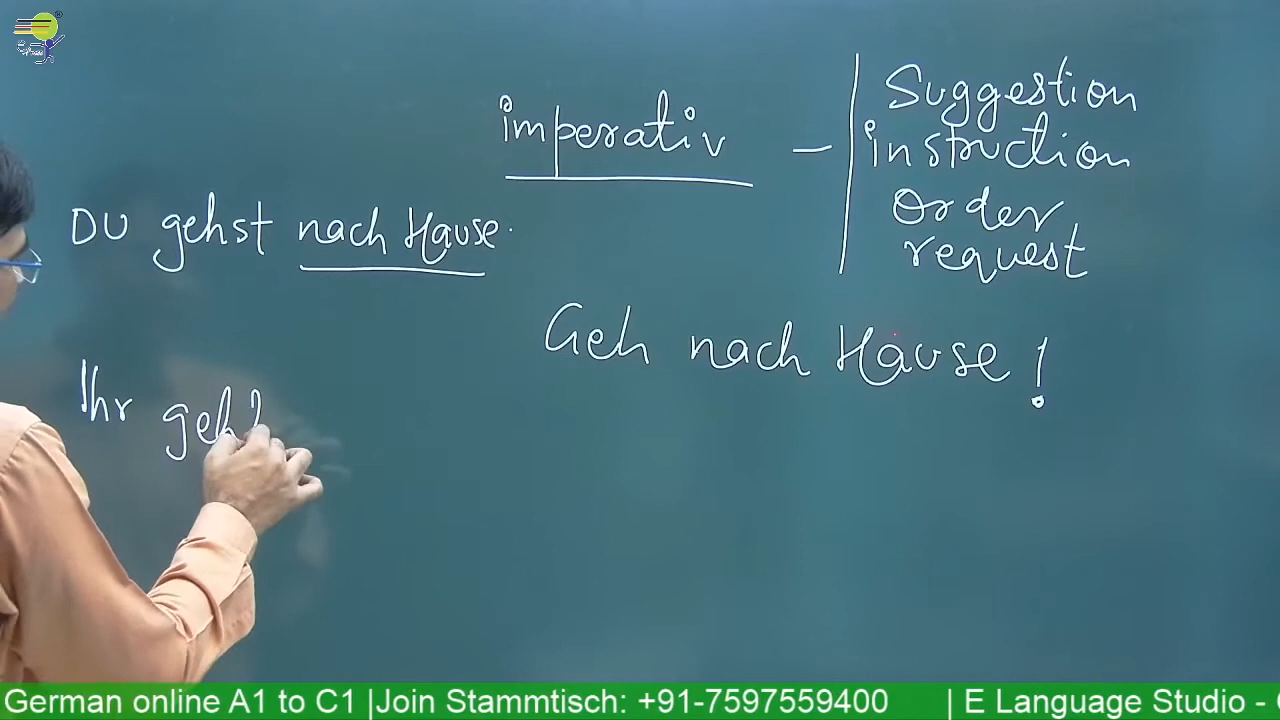 imperativ –
Suggestion
instruction
Order
request
Du gehst nach Hause.
Geh nach Hause!
Ihr geh
German online A1 to C1 |Join Stammtisch: +91-7597559400 | E Language Studio -